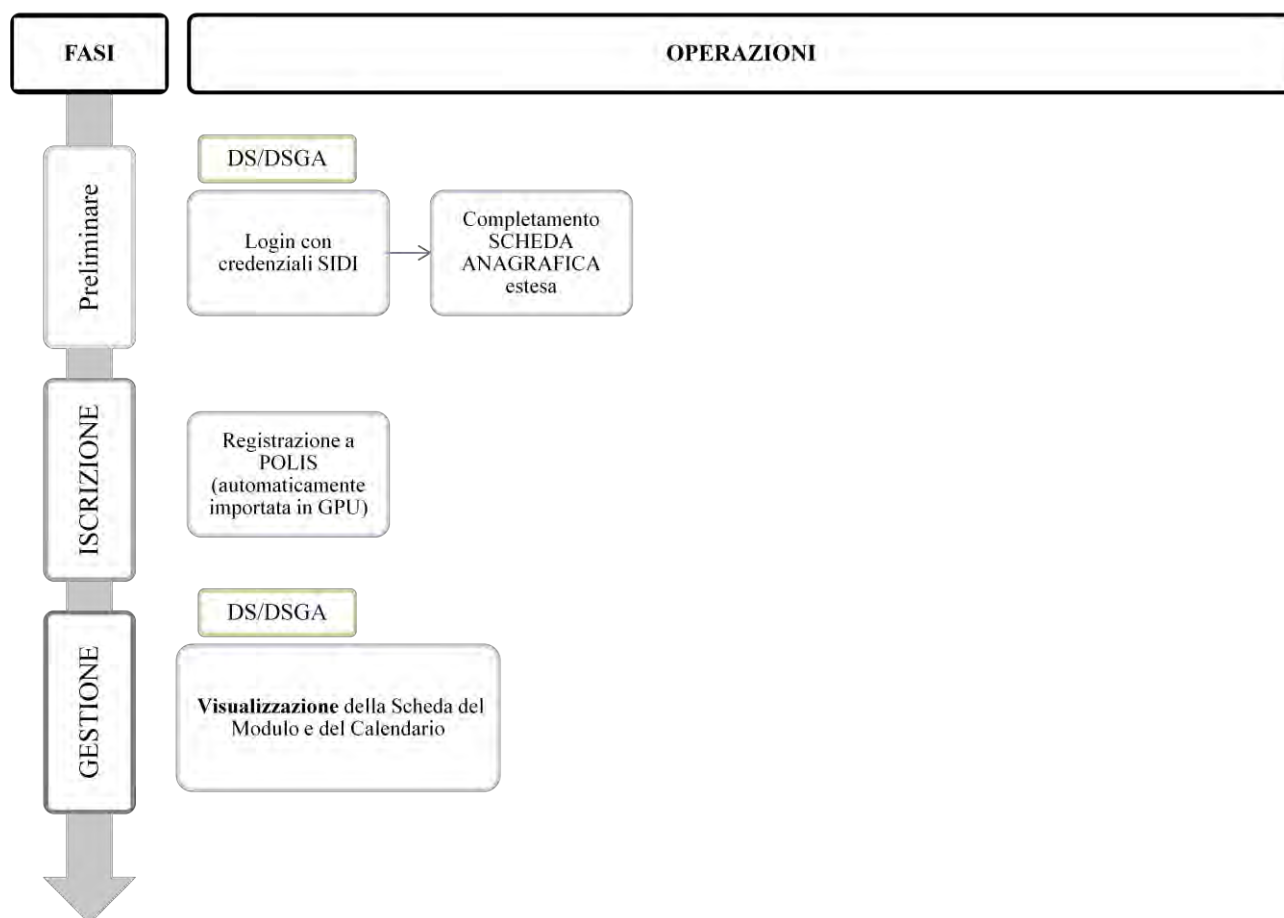 FASI
OPERAZIONI
Preliminare
DS/DSGA
Login con
credenziali SIDI
Completamento
SCHEDA
ANAGRAFICA
estesa
ISCRIZIONE
Registrazione a
POLIS
(automaticamente
importata in GPU)
GESTIONE
DS/DSGA
Visualizzazione della Scheda del
Modulo e del Calendario